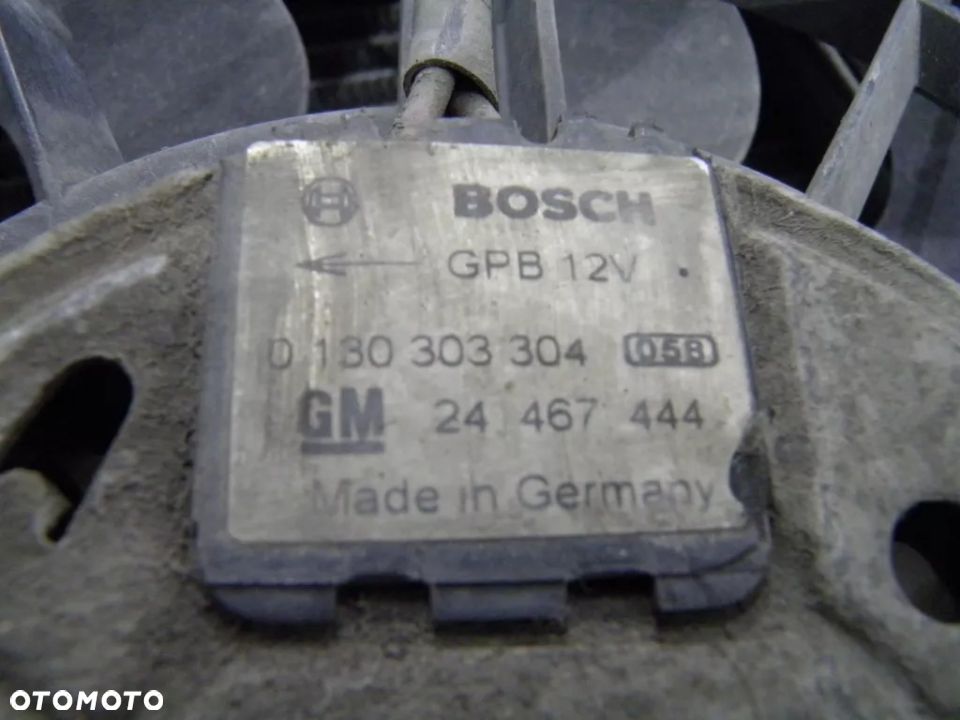 BOSCH
GPB 12V
0 130 303 304 058
GM 24 467 444
Made in Germany
OTOMOTO